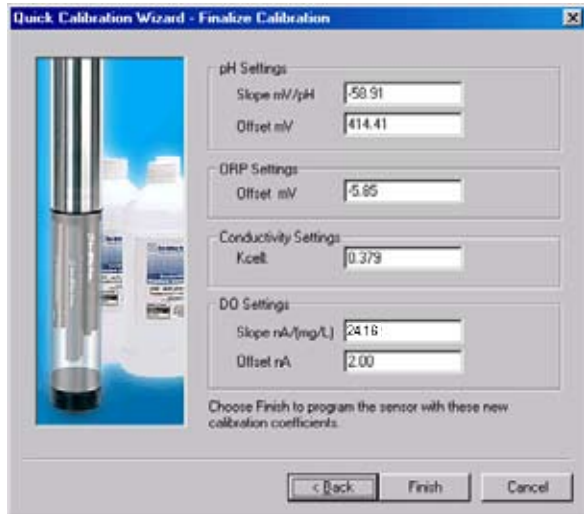 Quick Calibration Wizard - Finalize Calibration
pH Settings
Slope mV/pH -58.91
Offset mV 414.41
ORP Settings
Offset mV -5.85
Conductivity Settings
Kcell: 0.379
DO Settings
Slope nA/(mg/L) 24.16
Offset nA 2.00
Choose Finish to program the sensor with these new
calibration coefficients.
< Back Finish Cancel